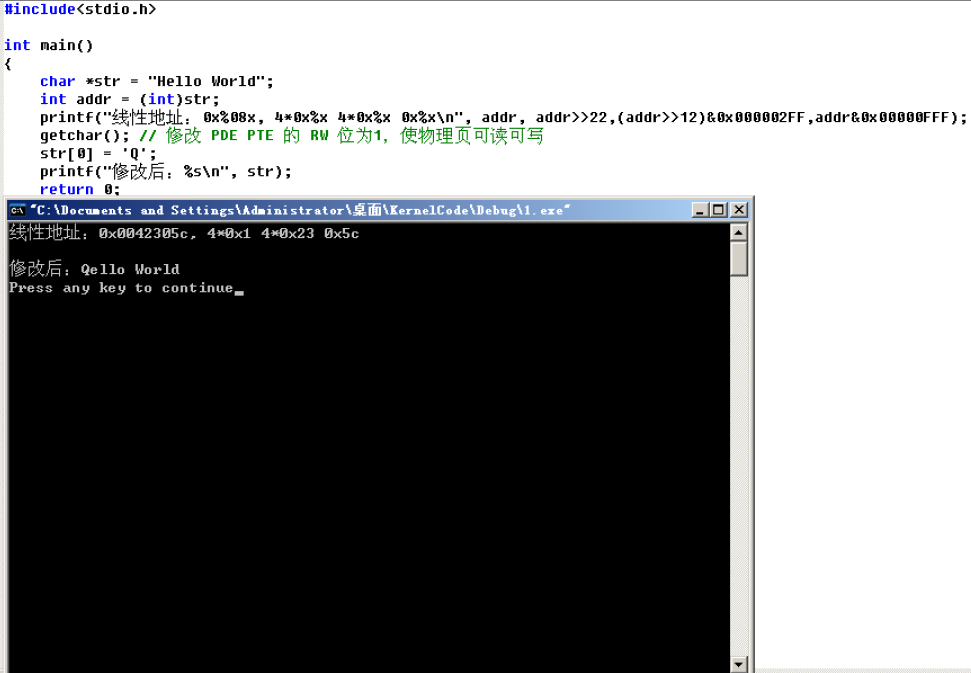 #include<stdio.h>
int main()
{
char *str = "Hello World";
int addr = (int)str;
printf("线性地址：0x%08x, 4*0x%x 4*0x%x 0x%x\n", addr, addr>>22,(addr>>12)&0x000002FF,addr&0x00000FFF);
getchar(); // 修改 PDE PTE 的 RW 位为1，使物理页可读可写
str[0] = 'Q';
printf("修改后：%s\n", str);
return 0;
"C:\Documents and Settings\Administrator\桌面\KernelCode\Debug\1.exe"
线性地址：0x0042305c, 4*0x1 4*0x23 0x5c
修改后：Qello World
Press any key to continue_